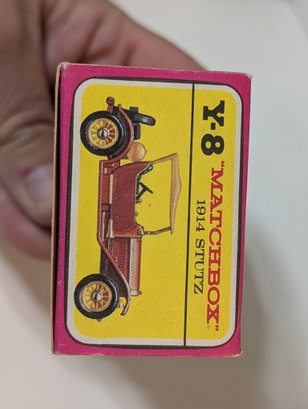 Y-8 "MATCHBOX"
1914 STUTZ